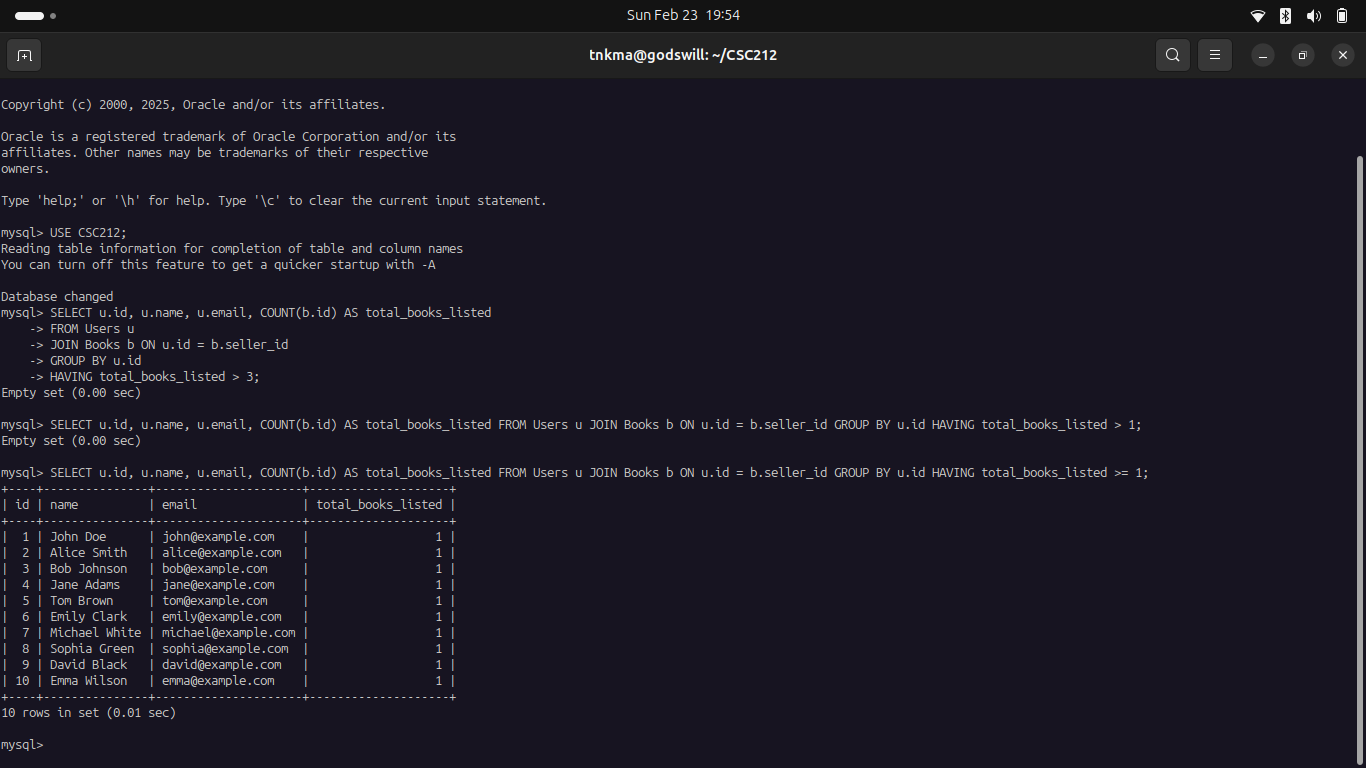 Sun Feb 23 19:54
tnkma@godswill: ~/CSC212
Copyright (c) 2000, 2025, Oracle and/or its affiliates.
Oracle is a registered trademark of Oracle Corporation and/or its
affiliates. Other names may be trademarks of their respective
owners.
Type 'help;' or '\h' for help. Type '\c' to clear the current input statement.
mysql> USE CSC212;
Reading table information for completion of table and column names
You can turn off this feature to get a quicker startup with -A
Database changed
mysql> SELECT u.id, u.name, u.email, COUNT(b.id) AS total_books_listed
    -> FROM Users u
    -> JOIN Books b ON u.id = b.seller_id
    -> GROUP BY u.id
    -> HAVING total_books_listed > 3;
Empty set (0.00 sec)
mysql> SELECT u.id, u.name, u.email, COUNT(b.id) AS total_books_listed FROM Users u JOIN Books b ON u.id = b.seller_id GROUP BY u.id HAVING total_books_listed > 1;
Empty set (0.00 sec)
mysql> SELECT u.id, u.name, u.email, COUNT(b.id) AS total_books_listed FROM Users u JOIN Books b ON u.id = b.seller_id GROUP BY u.id HAVING total_books_listed >= 1;
+----+---------------+---------------------+--------------------+
| id | name          | email               | total_books_listed |
+----+---------------+---------------------+--------------------+
|  1 | John Doe      | john@example.com    |                  1 |
|  2 | Alice Smith   | alice@example.com   |                  1 |
|  3 | Bob Johnson   | bob@example.com     |                  1 |
|  4 | Jane Adams    | jane@example.com    |                  1 |
|  5 | Tom Brown     | tom@example.com     |                  1 |
|  6 | Emily Clark   | emily@example.com   |                  1 |
|  7 | Michael White | michael@example.com |                  1 |
|  8 | Sophia Green  | sophia@example.com  |                  1 |
|  9 | David Black   | david@example.com   |                  1 |
| 10 | Emma Wilson   | emma@example.com    |                  1 |
+----+---------------+---------------------+--------------------+
10 rows in set (0.01 sec)
mysql>